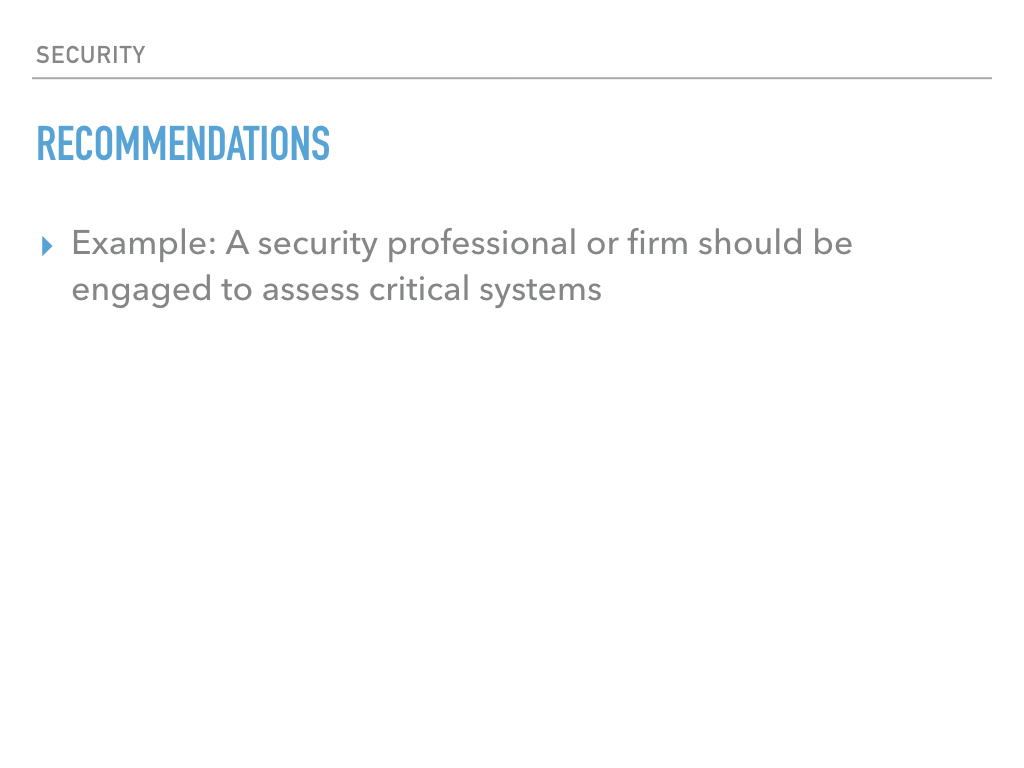 SECURITY
RECOMMENDATIONS
Example: A security professional or firm should be
engaged to assess critical systems